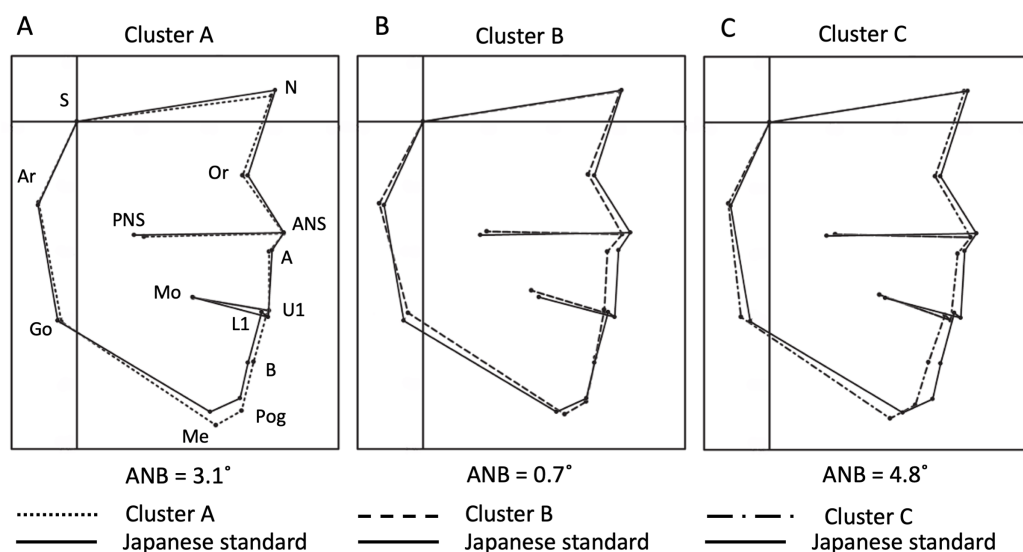 A
Cluster A
S
N
Ar
Or
PNS
ANS
A
Mo
U1
L1
Go
B
Pog
Me
ANB = 3.1˚
Cluster A
Japanese standard
B
Cluster B
ANB = 0.7˚
Cluster B
Japanese standard
C
Cluster C
ANB = 4.8˚
Cluster C
Japanese standard